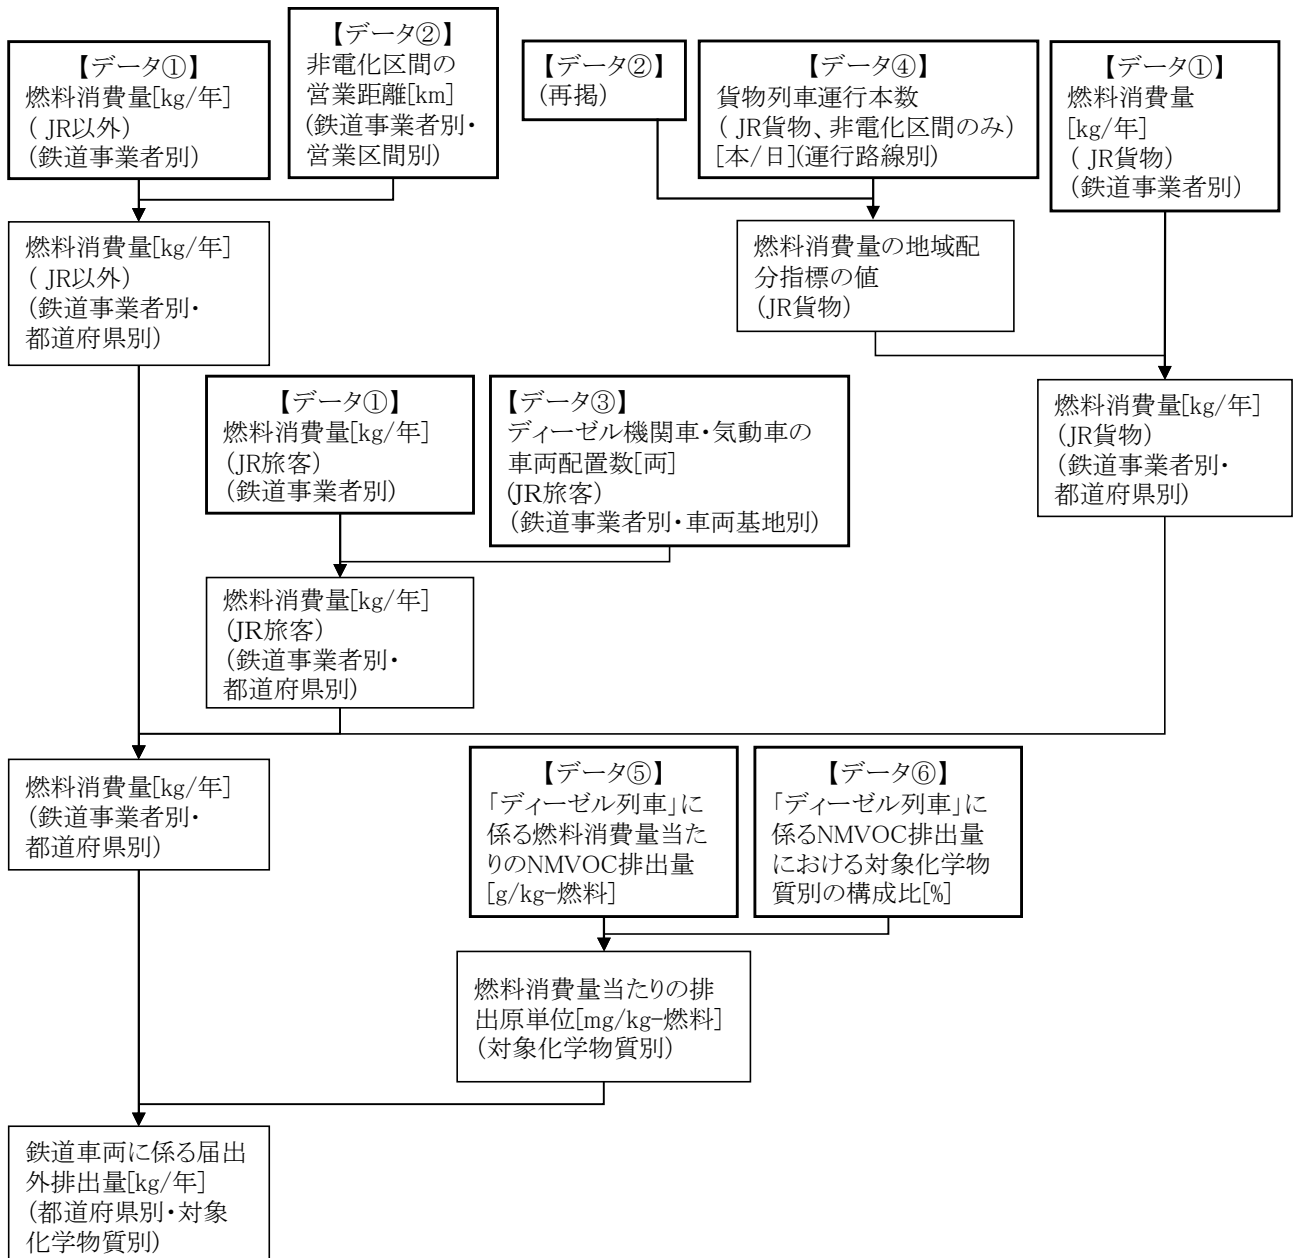 【データ①】
燃料消費量[kg/年]
( JR以外)
(鉄道事業者別)
【データ②】
非電化区間の
営業距離[km]
(鉄道事業者別・
営業区間別)
【データ②】
(再掲)
【データ④】
貨物列車運行本数
( JR貨物、非電化区間のみ)
[本/日](運行路線別)
【データ①】
燃料消費量
[kg/年]
( JR貨物)
(鉄道事業者別)
燃料消費量[kg/年]
( JR以外)
(鉄道事業者別・
都道府県別)
燃料消費量の地域配
分指標の値
(JR貨物)
【データ①】
燃料消費量[kg/年]
(JR旅客)
(鉄道事業者別)
【データ③】
ディーゼル機関車・気動車の
車両配置数[両]
(JR旅客)
(鉄道事業者別・車両基地別)
燃料消費量[kg/年]
(JR貨物)
(鉄道事業者別・
都道府県別)
燃料消費量[kg/年]
(JR旅客)
(鉄道事業者別・
都道府県別)
燃料消費量[kg/年]
(鉄道事業者別・
都道府県別)
【データ⑤】
「ディーゼル列車」に
係る燃料消費量当た
りのNMVOC排出量
[g/kg-燃料]
【データ⑥】
「ディーゼル列車」に
係るNMVOC排出量
における対象化学物
質別の構成比[%]
燃料消費量当たりの排
出原単位[mg/kg-燃料]
(対象化学物質別)
鉄道車両に係る届出
外排出量[kg/年]
(都道府県別・対象
化学物質別)